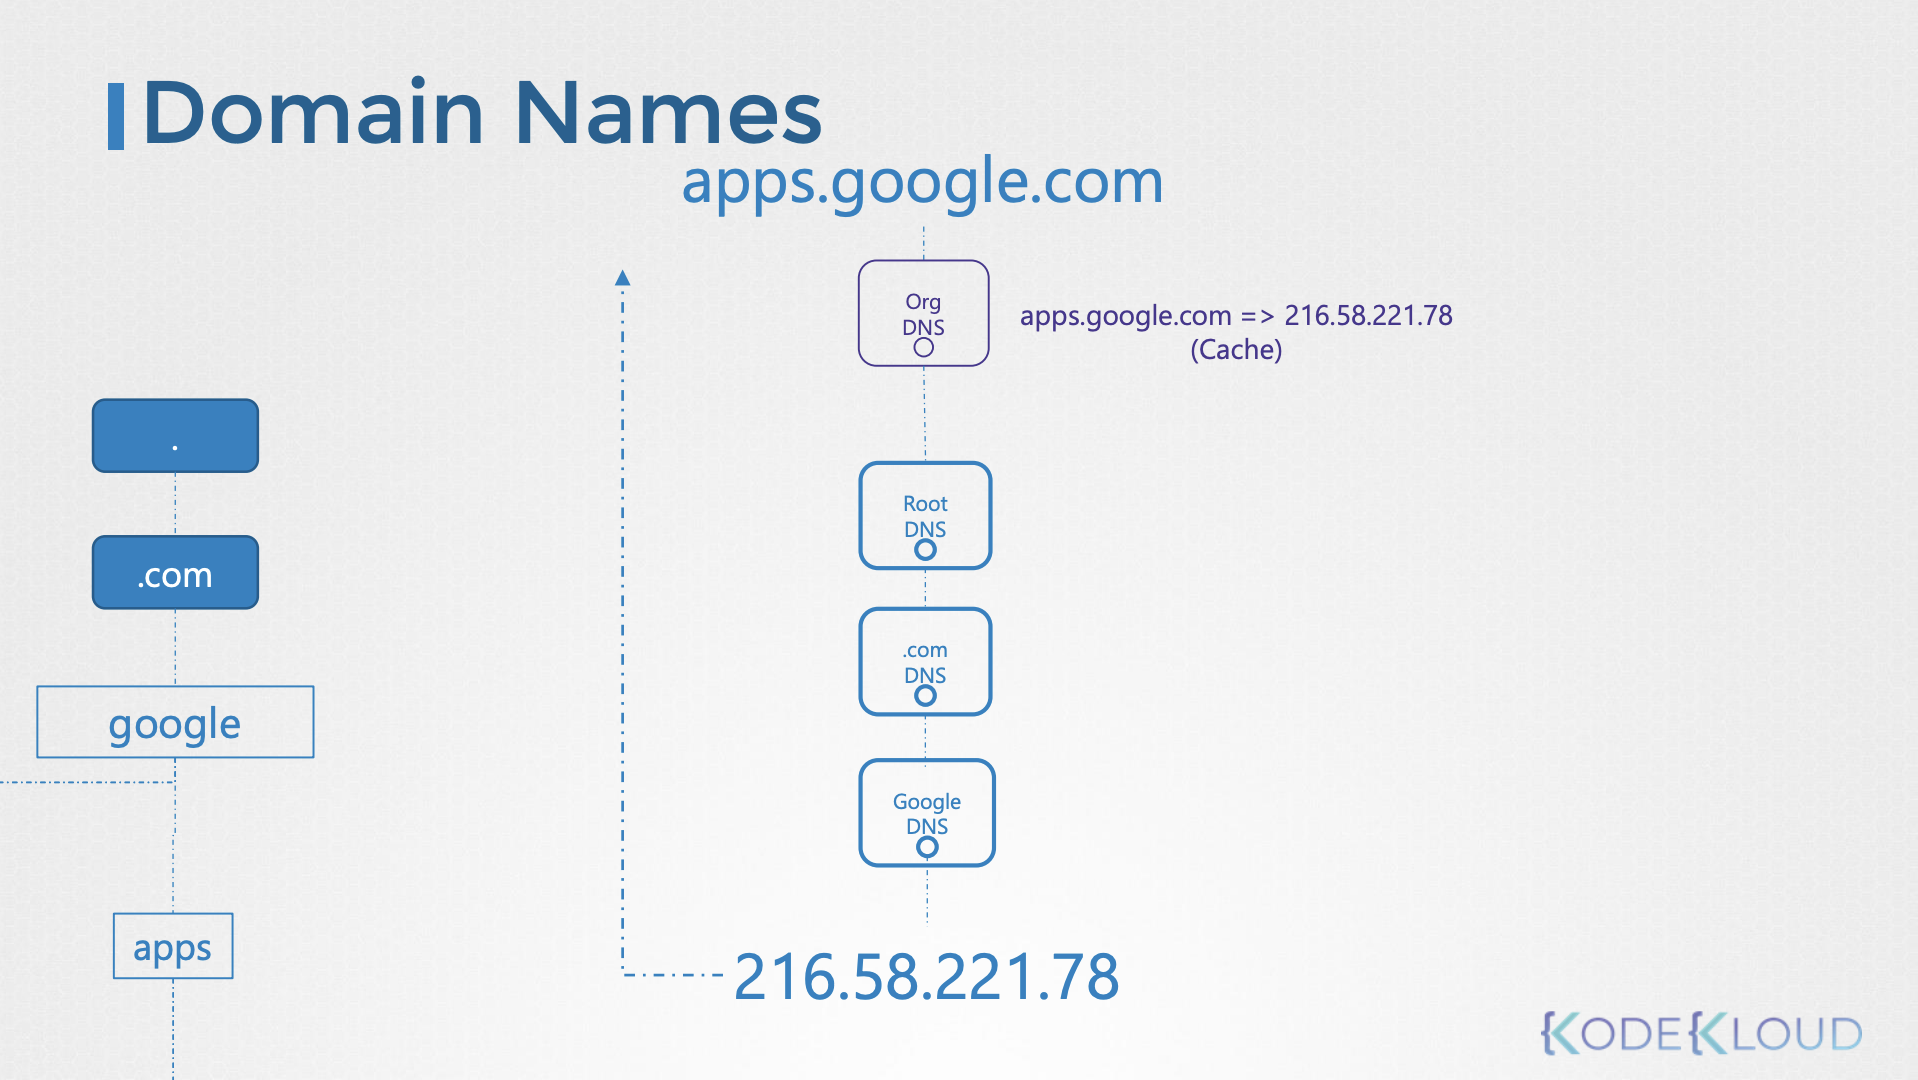 Domain Names
apps.google.com
Org
DNS
apps.google.com => 216.58.221.78
(Cache)
.
.com
google
apps
Root
DNS
.com
DNS
Google
DNS
216.58.221.78
KODEKLOUD